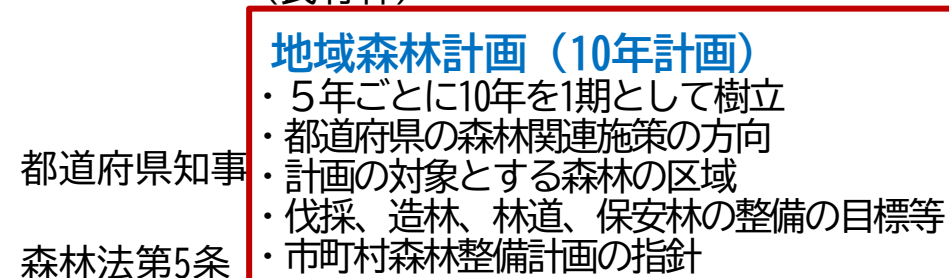 地域森林計画（10年計画）
・５年ごとに10年を1期として樹立
・都道府県の森林関連施策の方向
都道府県知事
・計画の対象とする森林の区域
・伐採、造林、林道、保安林の整備の目標等
森林法第5条
・市町村森林整備計画の指針